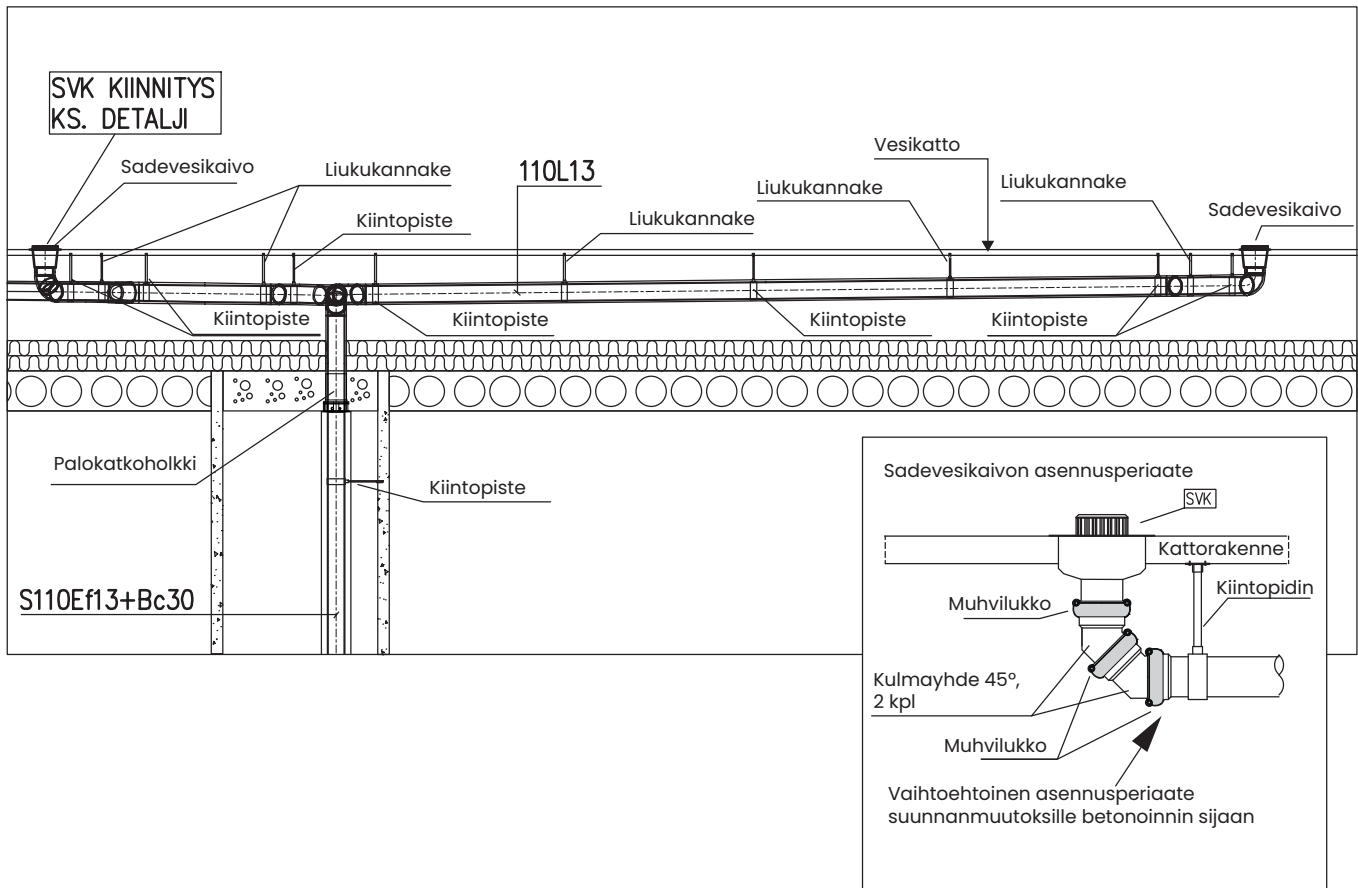 SVK KIINNITYS
KS. DETALJI
Sadevesikaivo
Liukukannake
Kiintopiste
110L13
Liukukannake
Liukukannake
Vesikatto
Liukukannake
Sadevesikaivo
Kiintopiste
Kiintopiste
Kiintopiste
Kiintopiste
Palokatkoholkki
Kiintopiste
S110Ef13+Bc30
Sadevesikaivon asennusperiaate
SVK
Kattorakenne
Kiintopidin
Muhvilukko
Kulmayhde 45°,
2 kpl
Muhvilukko
Vaihtoehtoinen asennusperiaate
suunnanmuutoksille betonoinnin sijaan